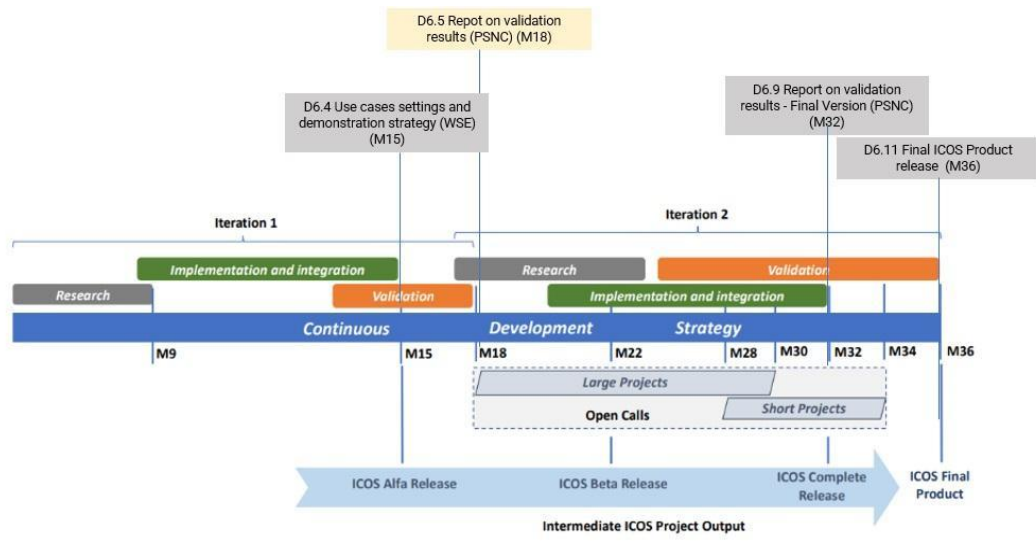 D6.5 Repot on validation
results (PSNC) (M18)
D6.4 Use cases settings and
demonstration strategy (WSE)
(M15)
D6.9 Report on validation
results - Final Version (PSNC)
(M32)
D6.11 Final ICOS Product
release (M36)
Iteration 1
Iteration 2
Implementation and integration
Research
Validation
Research
Validation
Implementation and integration
Continuous Development Strategy
M9
M15
M18
M22
M28
M30
M32
M34
M36
Large Projects
Open Calls
Short Projects
ICOS Alfa Release
ICOS Beta Release
ICOS Complete
Release
ICOS Final
Product
Intermediate ICOS Project Output